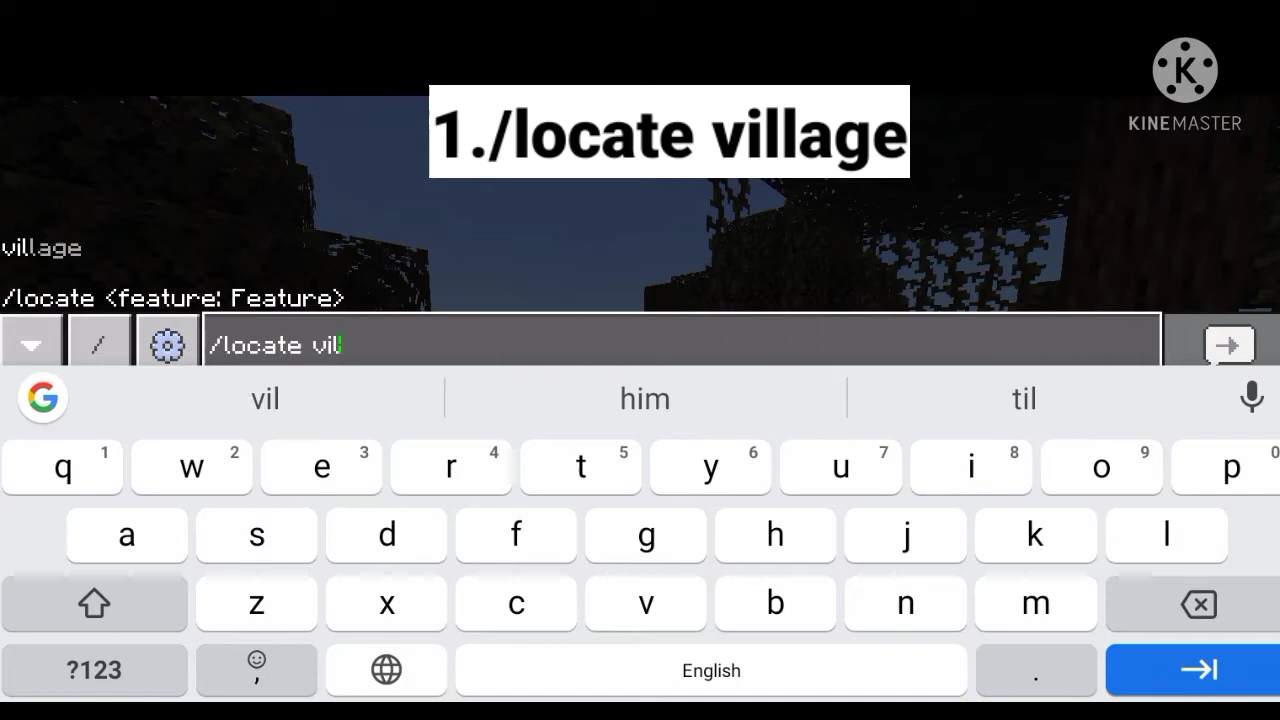 1./locate village
KINEMASTER
village
/locate <feature: Feature>
/
/locate vil
vil him til
q 1 w 2 e 3 r 4 t 5 y 6 u 7 i 8 o 9 p 0
a s d f g h j k l
z x c v b n m
?123 , English .